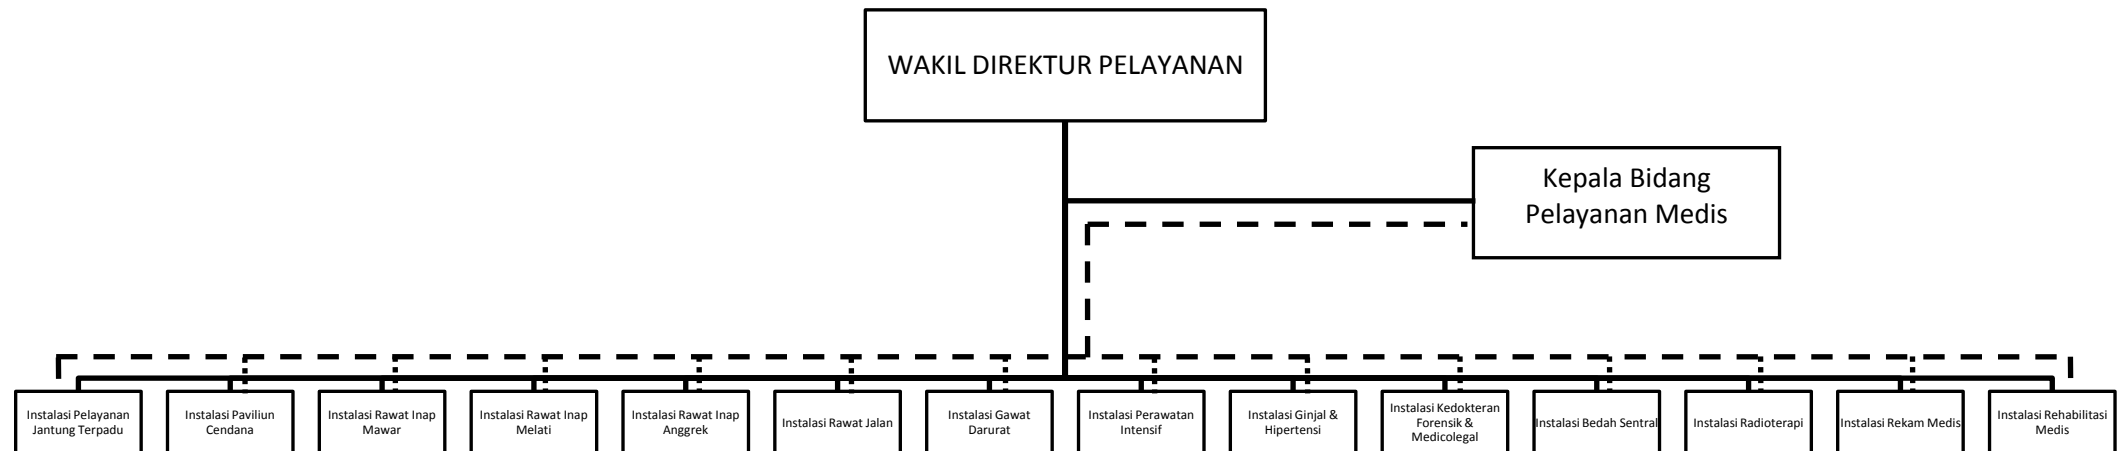 WAKIL DIREKTUR PELAYANAN
Kepala Bidang
Pelayanan Medis
Instalasi Pelayanan
Jantung Terpadu
Instalasi Paviliun
Cendana
Instalasi Rawat Inap
Mawar
Instalasi Rawat Inap
Melati
Instalasi Rawat Inap
Anggrek
Instalasi Rawat Jalan
Instalasi Gawat
Darurat
Instalasi Perawatan
Intensif
Instalasi Ginjal &
Hipertensi
Instalasi Kedokteran
Forensik &
Medicolegal
Instalasi Bedah Sentral
Instalasi Radioterapi
Instalasi Rekam Medis
Instalasi Rehabilitasi
Medis